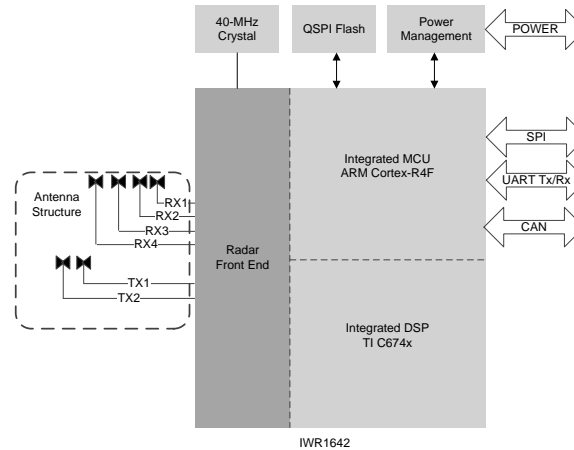 40-MHz
Crystal
QSPI Flash
Power
Management
POWER
SPI
UART Tx/Rx
CAN
Integrated MCU
ARM Cortex-R4F
Antenna
Structure
RX1
RX2
RX3
RX4
TX1
TX2
Radar
Front End
Integrated DSP
TI C674x
IWR1642